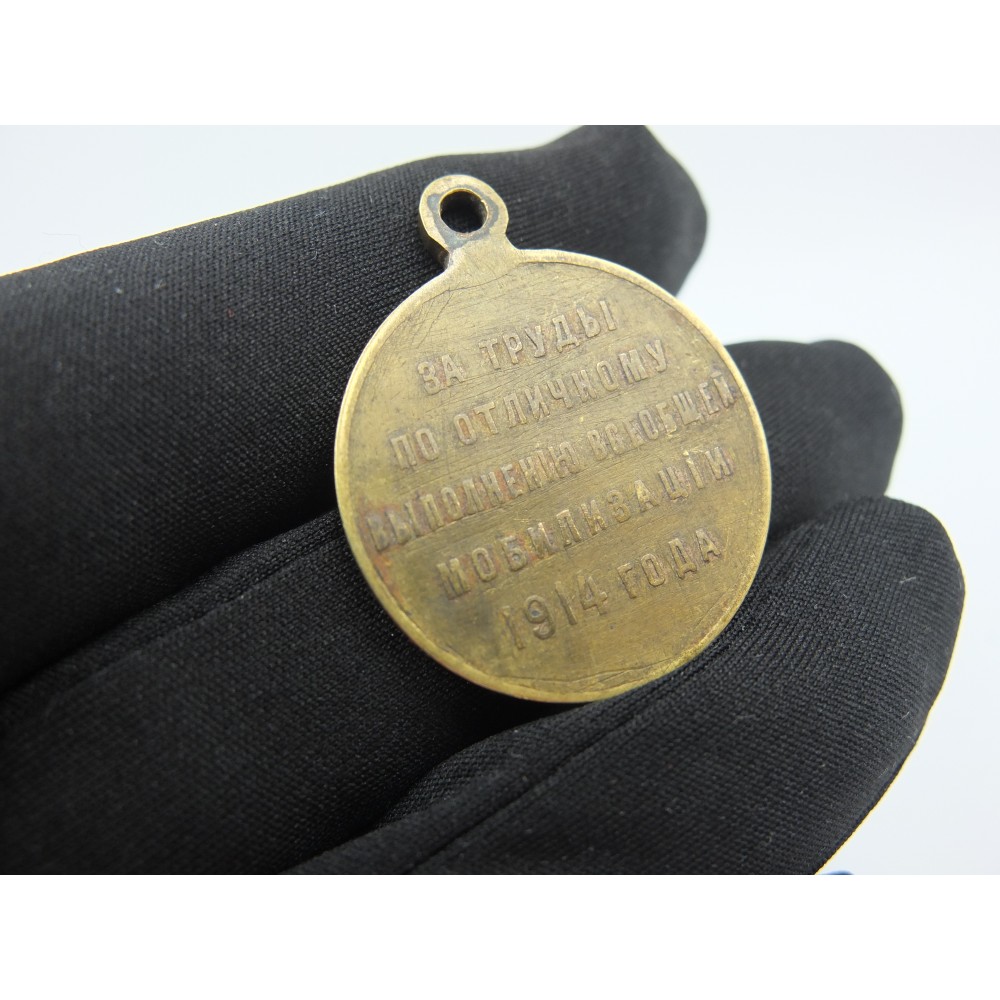 ЗА ТРУДЫ
ПО ОТЛИЧНОМУ
ВЫПОЛНЕНІЮ ВСЕОБЩЕЙ
МОБИЛИЗАЦІИ
1914 ГОДА